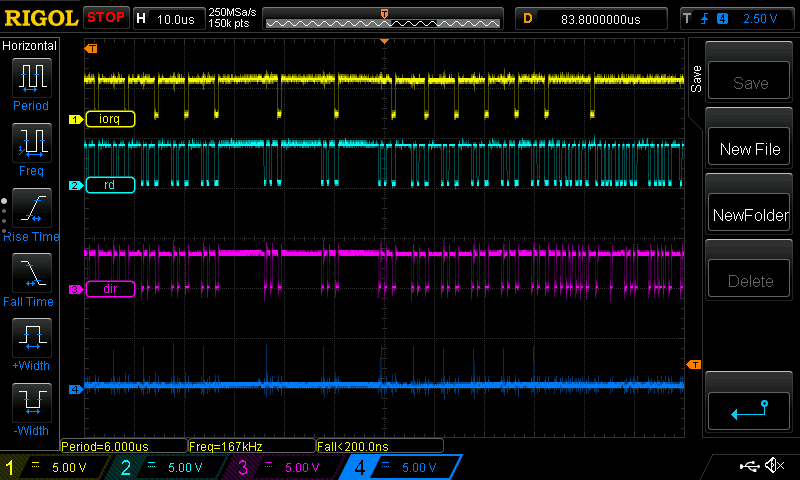 RIGOL STOP H 10.0us 250MSa/s 150k pts T D 83.8000000us T 4 2.50 V
Horizontal
Period
Freq
Rise Time
Fall Time
+Width
-Width
T
1 iorq
2 rd
3 dir
4
T
Save
Save
New File
NewFolder
Delete
Period=6.000us Freq=167kHz Fall<200.0ns
1 5.00 V 2 5.00 V 3 5.00 V 4 5.00 V